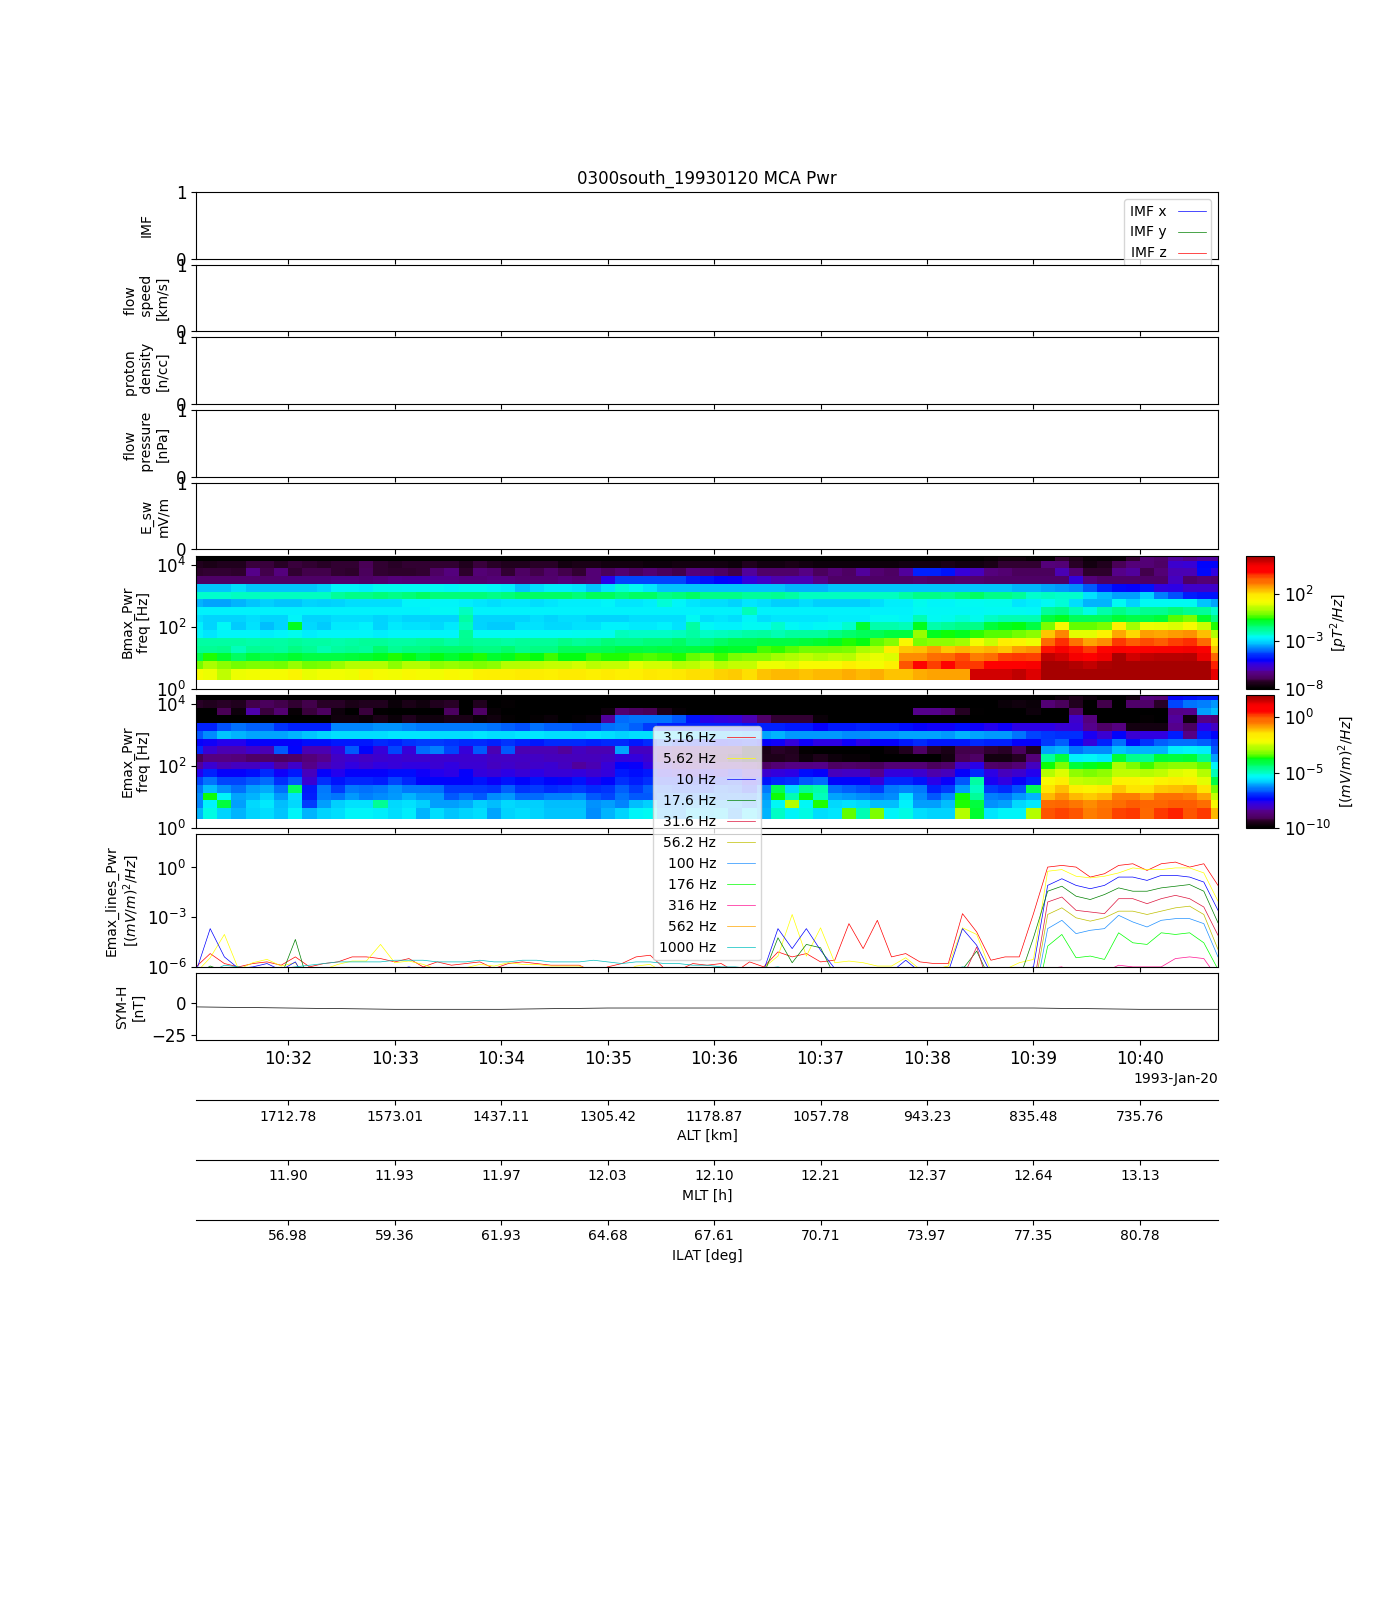 0300south_19930120 MCA Pwr
1
0
IMF
IMF x
IMF y
IMF z
1
0
flow
speed
[km/s]
1
0
proton
density
[n/cc]
1
0
flow
pressure
[nPa]
1
0
E_sw
mV/m
10^4
10^2
10^0
Bmax_Pwr
freq [Hz]
10^2
10^-3
10^-8
[pT^2/Hz]
10^4
10^2
10^0
Emax_Pwr
freq [Hz]
10^0
10^-5
10^-10
[(mV/m)^2/Hz]
3.16 Hz
5.62 Hz
10 Hz
17.6 Hz
31.6 Hz
56.2 Hz
100 Hz
176 Hz
316 Hz
562 Hz
1000 Hz
10^0
10^-3
10^-6
Emax_lines_Pwr
[(mV/m)^2/Hz]
0
−25
SYM-H
[nT]
10:32 10:33 10:34 10:35 10:36 10:37 10:38 10:39 10:40
1993-Jan-20
1712.78 1573.01 1437.11 1305.42 1178.87 1057.78 943.23 835.48 735.76
ALT [km]
11.90 11.93 11.97 12.03 12.10 12.21 12.37 12.64 13.13
MLT [h]
56.98 59.36 61.93 64.68 67.61 70.71 73.97 77.35 80.78
ILAT [deg]